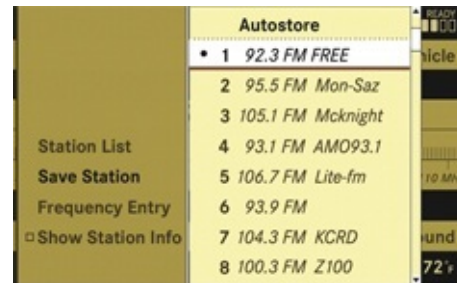 Autostore
READY
• 1 92.3 FM FREE
hicle
2 95.5 FM Mon-Saz
3 105.1 FM Mcknight
Station List
4 93.1 FM AMO93.1
Save Station
5 106.7 FM Lite-fm
Frequency Entry
6 93.9 FM
Show Station Info
7 104.3 FM KCRD
und
8 100.3 FM Z100
72°F